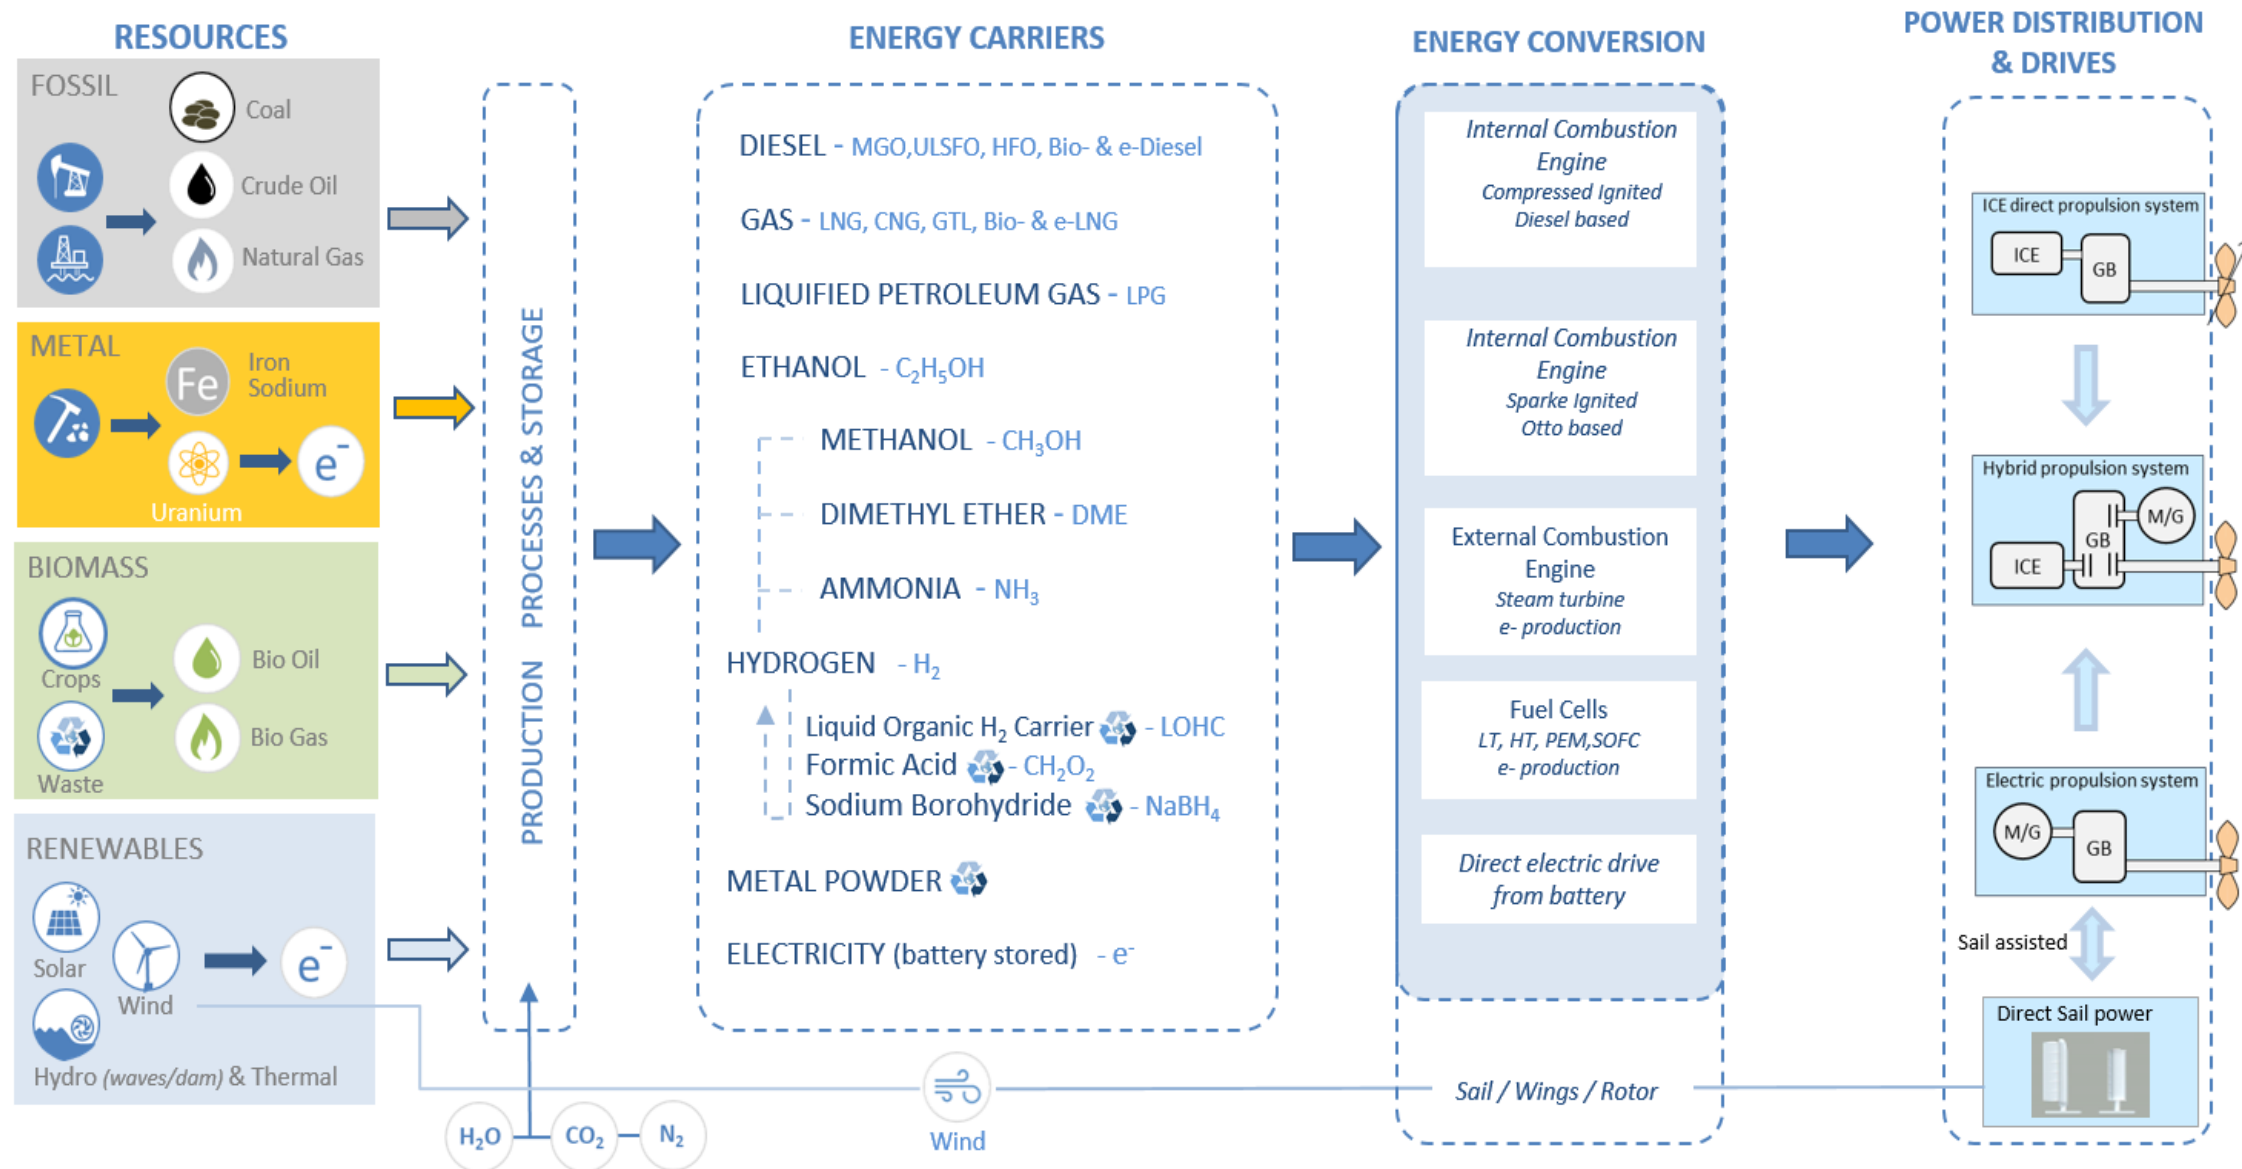 RESOURCES
FOSSIL
Coal
Crude Oil
Natural Gas
METAL
Fe
Iron
Sodium
e⁻
Uranium
BIOMASS
Crops
Bio Oil
Waste
Bio Gas
RENEWABLES
Solar
Wind
e⁻
Hydro (waves/dam) & Thermal
PRODUCTION PROCESSES & STORAGE
H₂O
CO₂
N₂
ENERGY CARRIERS
DIESEL - MGO,ULSFO, HFO, Bio- & e-Diesel
GAS - LNG, CNG, GTL, Bio- & e-LNG
LIQUIFIED PETROLEUM GAS - LPG
ETHANOL - C₂H₅OH
METHANOL - CH₃OH
DIMETHYL ETHER - DME
AMMONIA - NH₃
HYDROGEN - H₂
Liquid Organic H₂ Carrier - LOHC
Formic Acid - CH₂O₂
Sodium Borohydride - NaBH₄
METAL POWDER
ELECTRICITY (battery stored) - e⁻
Wind
ENERGY CONVERSION
Internal Combustion
Engine
Compressed Ignited
Diesel based
Internal Combustion
Engine
Sparke Ignited
Otto based
External Combustion
Engine
Steam turbine
e- production
Fuel Cells
LT, HT, PEM,SOFC
e- production
Direct electric drive
from battery
Sail / Wings / Rotor
POWER DISTRIBUTION
& DRIVES
ICE direct propulsion system
ICE
GB
Hybrid propulsion system
M/G
GB
ICE
Electric propulsion system
M/G
GB
Sail assisted
Direct Sail power